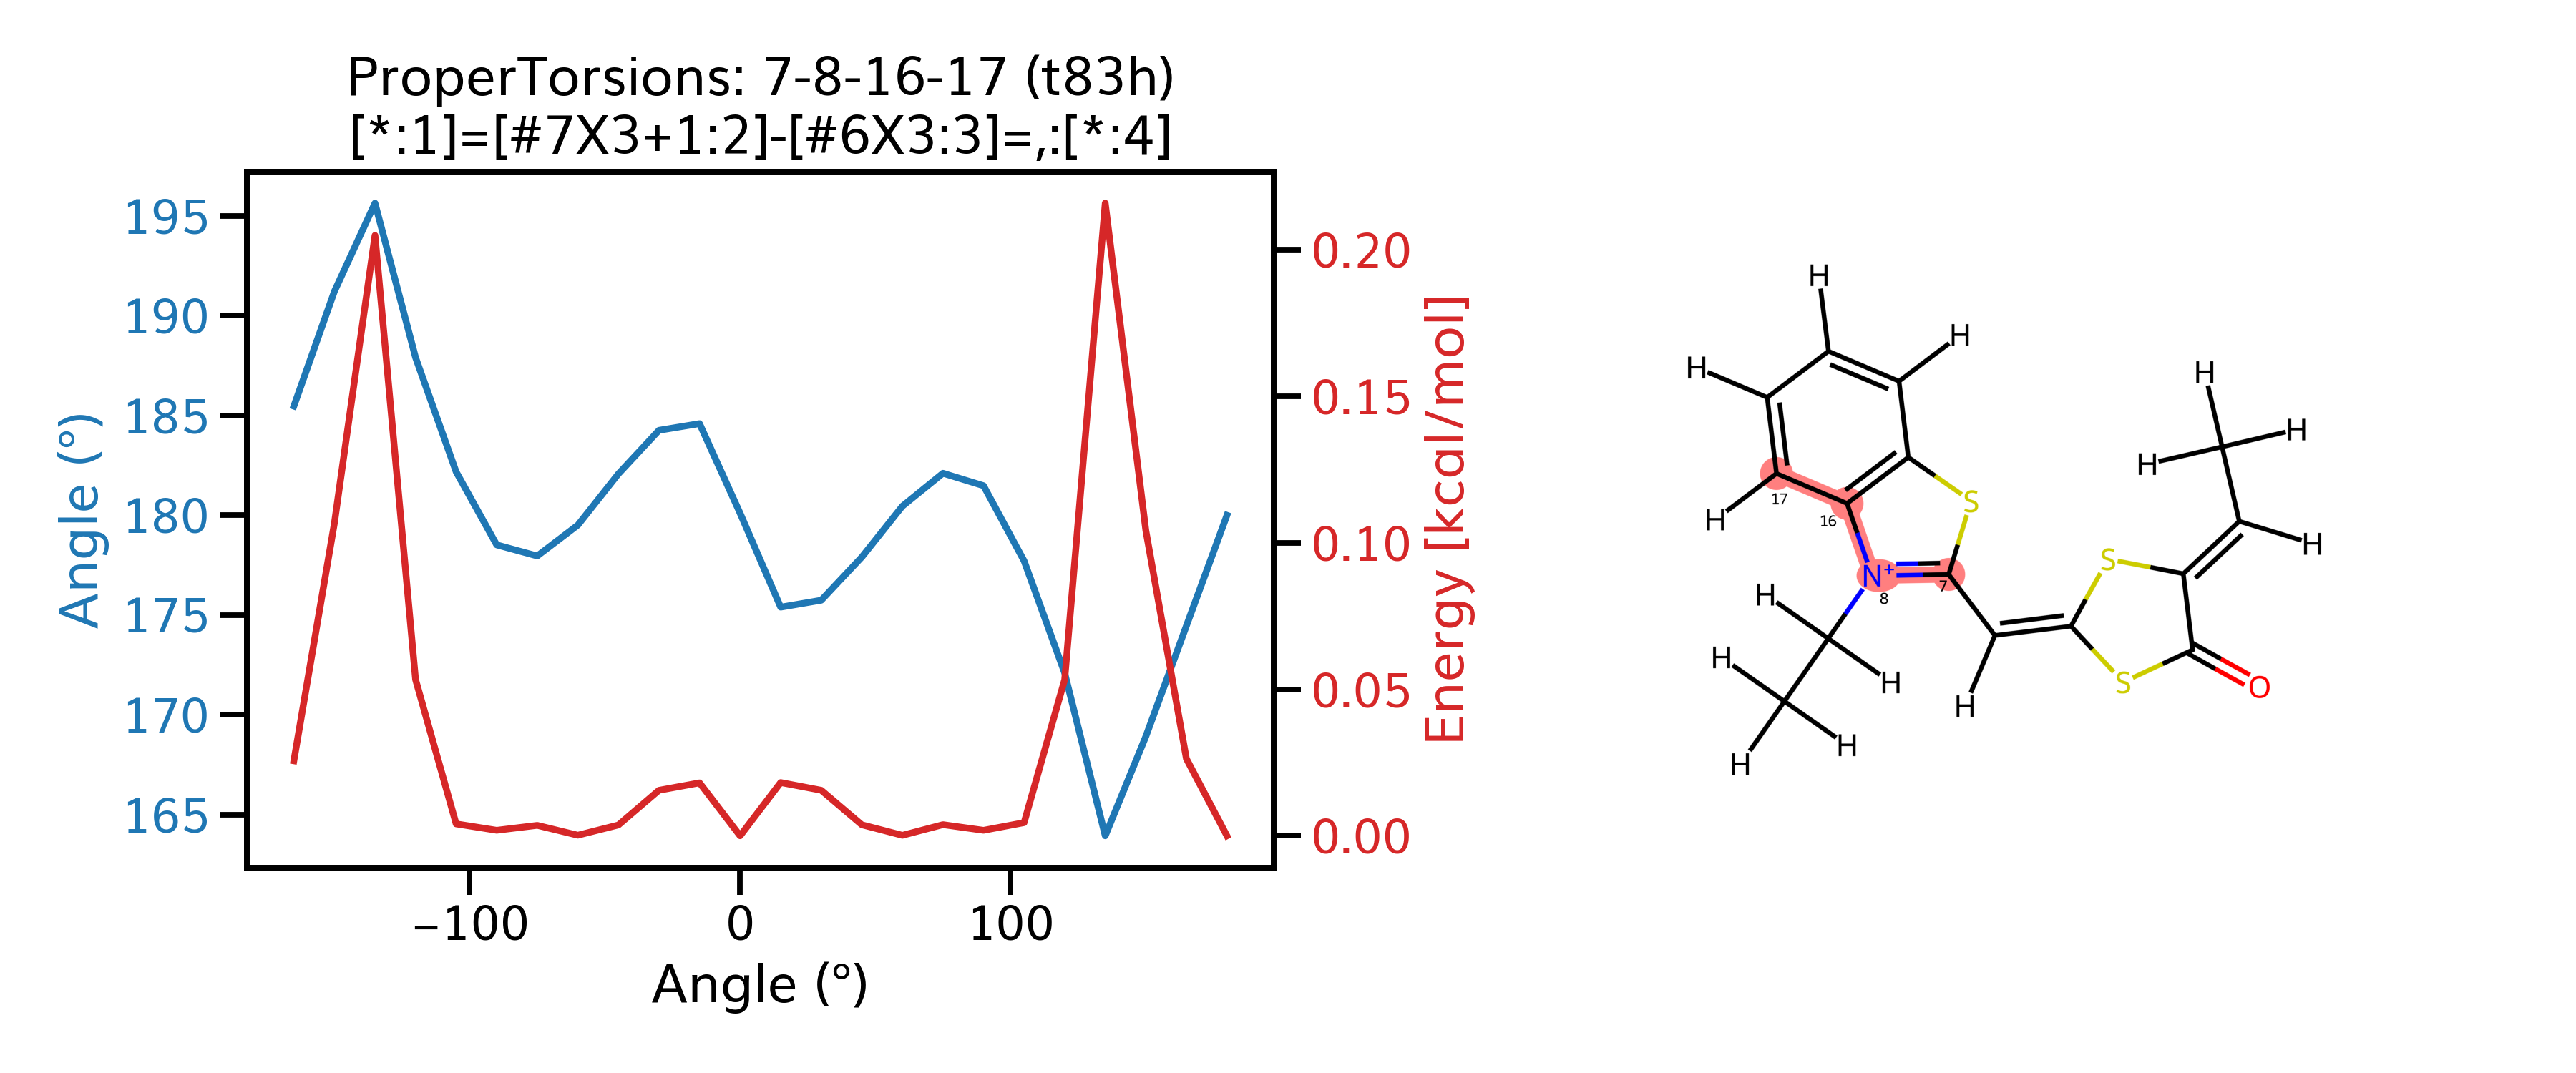 ProperTorsions: 7-8-16-17 (t83h)
[*:1]=[#7X3+1:2]-[#6X3:3]=,:[*:4]
195
190
185
180
175
170
165
Angle (°)
0.20
0.15
0.10
0.05
0.00
Energy [kcal/mol]
−100
0
100
Angle (°)
H
H
H
H
H
H
H
17
16
S
N+
8
7
S
S
O
H
H
H
H
H
H
H